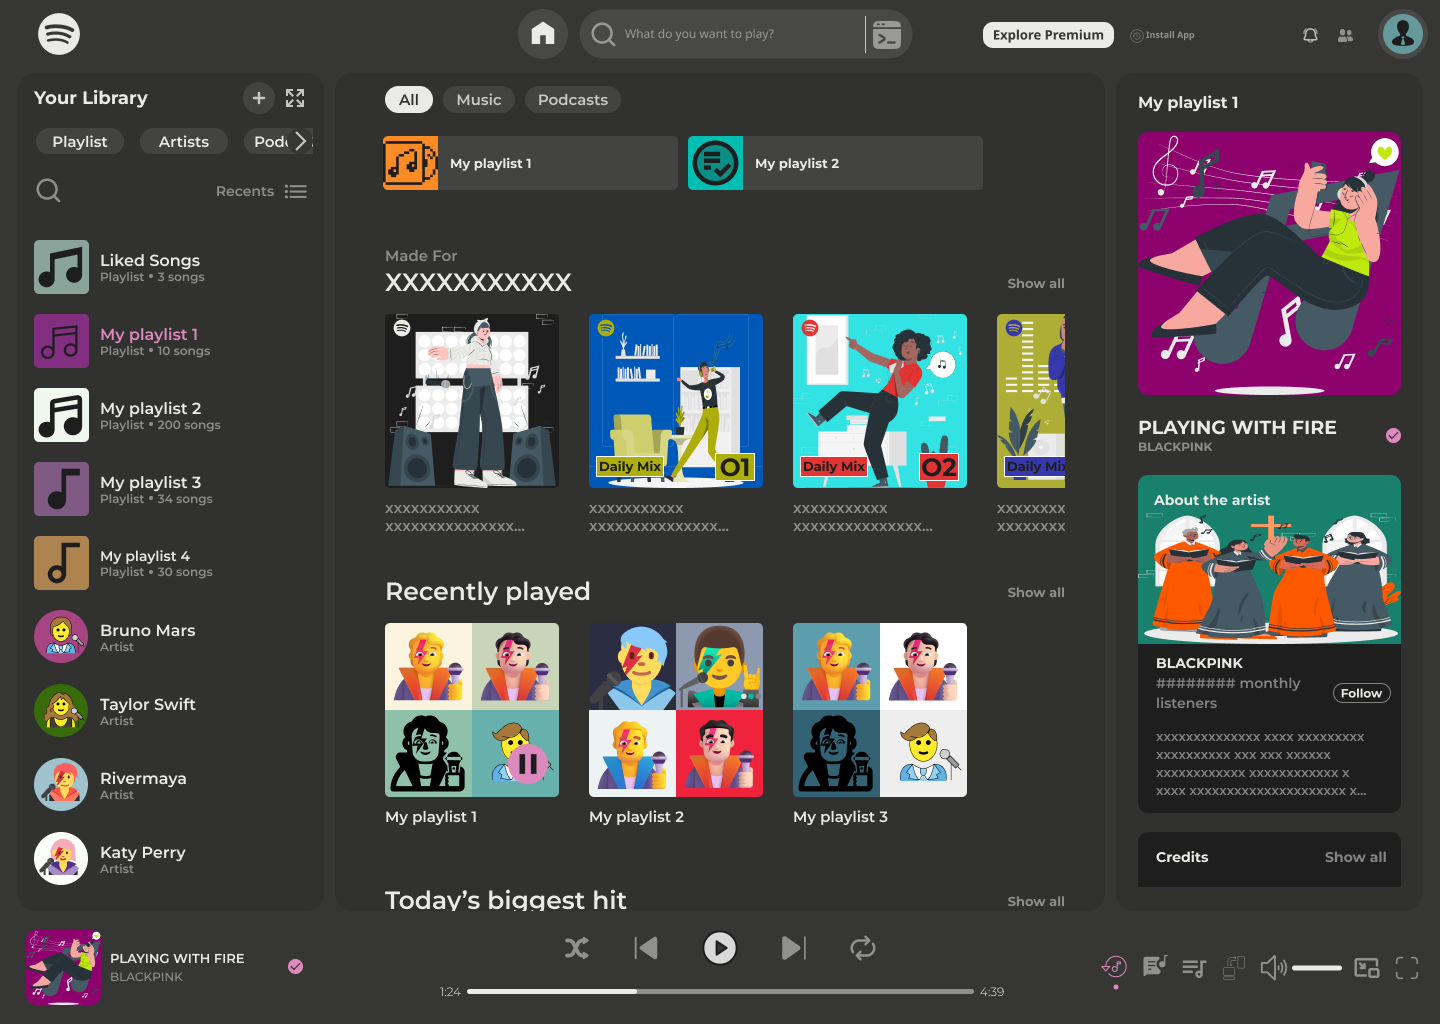 What do you want to play?
Explore Premium
Install App
Your Library
Playlist
Artists
Recents
Liked Songs
Playlist • 3 songs
My playlist 1
Playlist • 10 songs
My playlist 2
Playlist • 200 songs
My playlist 3
Playlist • 34 songs
My playlist 4
Playlist • 30 songs
Bruno Mars
Artist
Taylor Swift
Artist
Rivermaya
Artist
Katy Perry
Artist
All
Music
Podcasts
My playlist 1
My playlist 2
Made For
XXXXXXXXXXX
Show all
Daily Mix
01
Daily Mix
02
Daily Mix
xxxxxxxxxxx
xxxxxxxxxxxxxxx...
xxxxxxxxxxx
xxxxxxxxxxxxxxx...
xxxxxxxxxxx
xxxxxxxxxxxxxxx...
xxxxxxxx
xxxxxxxx
Recently played
Show all
My playlist 1
My playlist 2
My playlist 3
Today’s biggest hit
Show all
My playlist 1
PLAYING WITH FIRE
BLACKPINK
About the artist
BLACKPINK
######## monthly
listeners
Follow
xxxxxxxxxxxxxx xxxx xxxxxxxxx
xxxxxxxxxx xxx xxx xxxxxx
xxxxxxxxxxxx xxxxxxxxxxxx x
xxxx xxxxxxxxxxxxxxxxxxxxx x...
Credits
Show all
PLAYING WITH FIRE
BLACKPINK
1:24
4:39